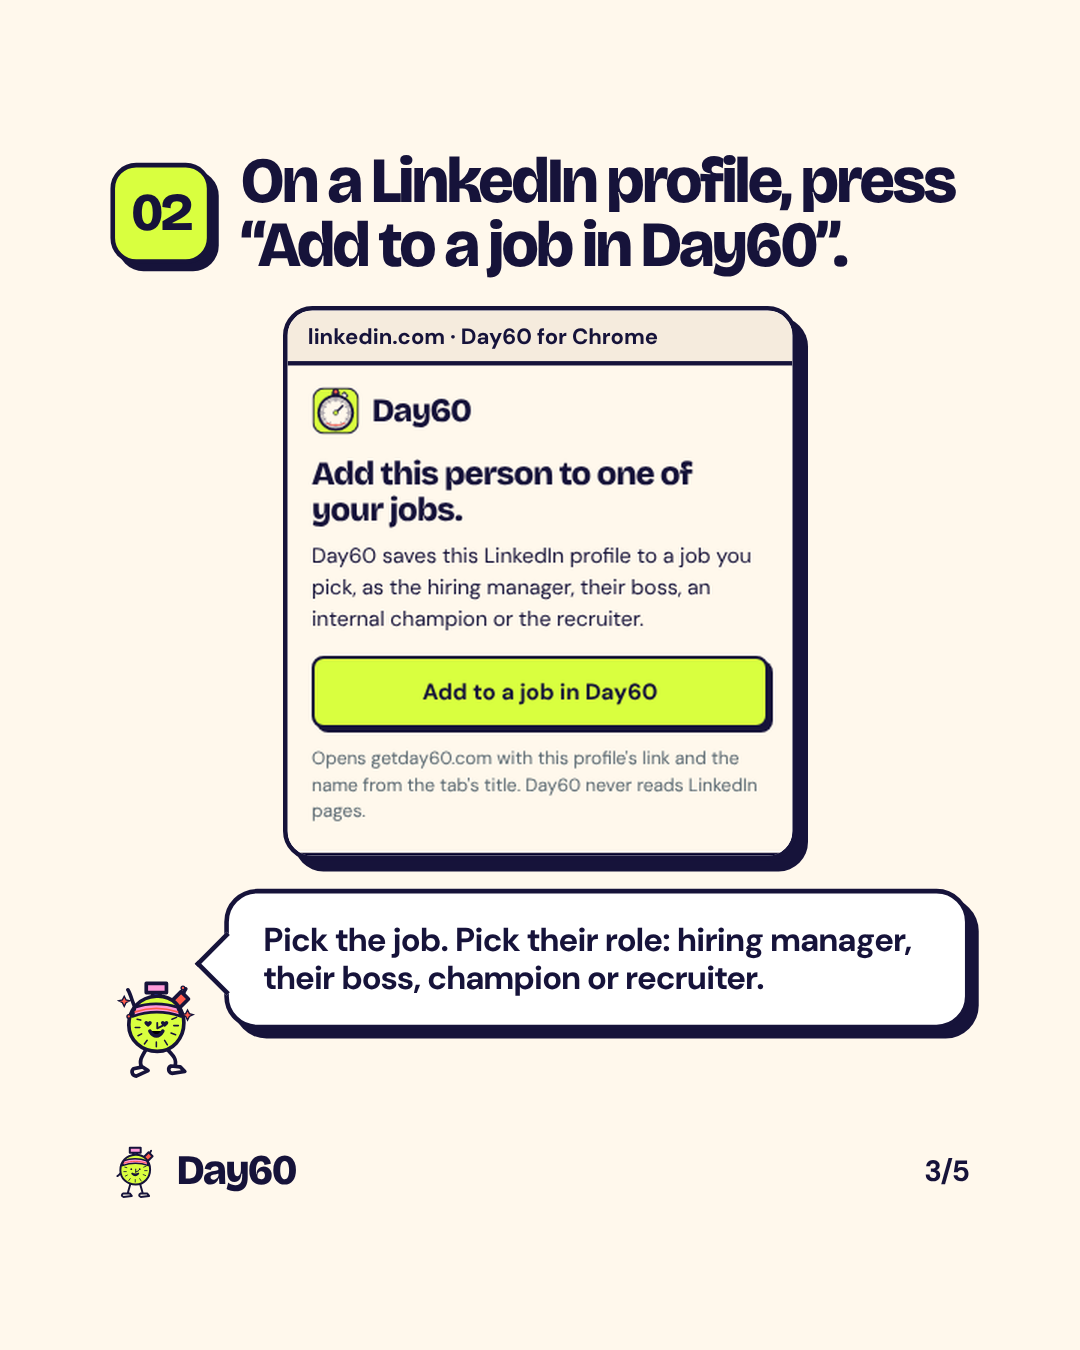 02
On a LinkedIn profile, press
“Add to a job in Day60”.
linkedin.com · Day60 for Chrome
Day60
Add this person to one of
your jobs.
Day60 saves this LinkedIn profile to a job you
pick, as the hiring manager, their boss, an
internal champion or the recruiter.
Add to a job in Day60
Opens getday60.com with this profile's link and the
name from the tab's title. Day60 never reads LinkedIn
pages.
Pick the job. Pick their role: hiring manager,
their boss, champion or recruiter.
Day60
3/5